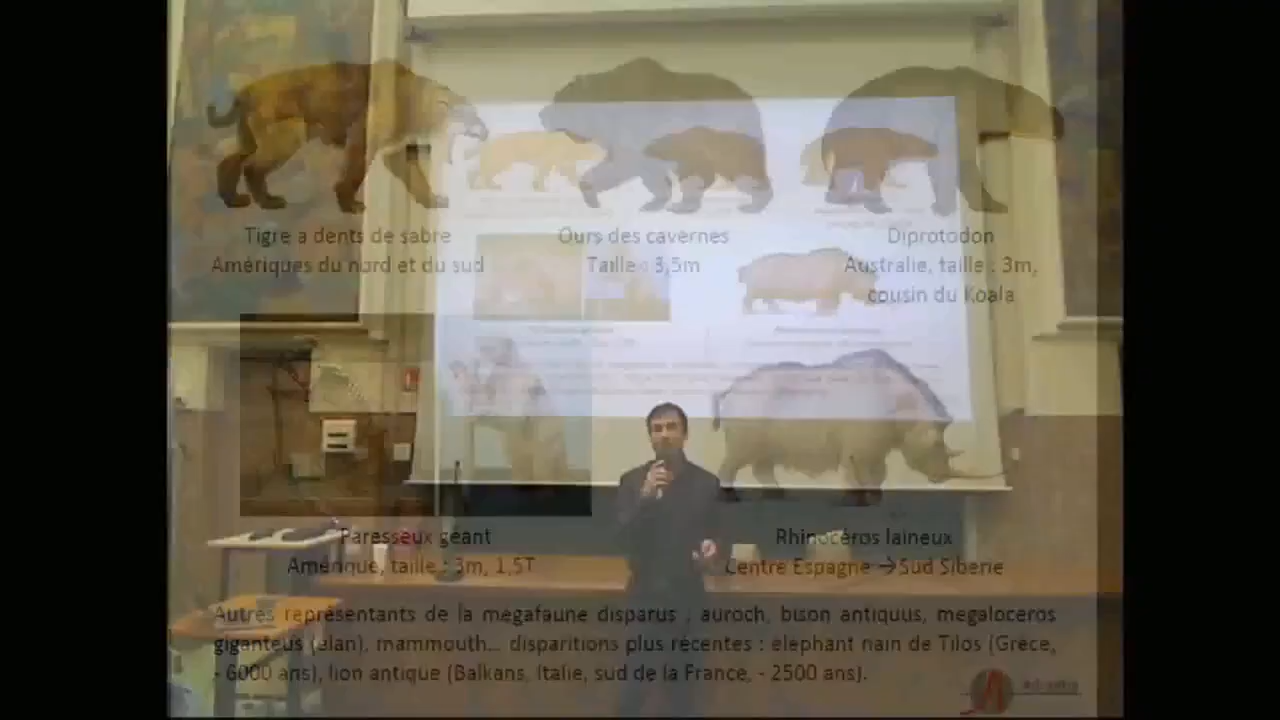 Tigre a dents de sabre
Amériques du nord et du sud
Ours des cavernes
Taille : 3,5m
Diprotodon
Australie, taille : 3m,
cousin du Koala
Paresseux géant
Amérique, taille : 3m, 1,5T
Rhinocéros laineux
Centre Espagne →Sud Siberie
Autres représentants de la megafaune disparus : auroch, bison antiquus, megaloceros
giganteus (elan), mammouth... disparitions plus récentes : elephant nain de Tilos (Grèce,
- 6000 ans), lion antique (Balkans, Italie, sud de la France, - 2500 ans).